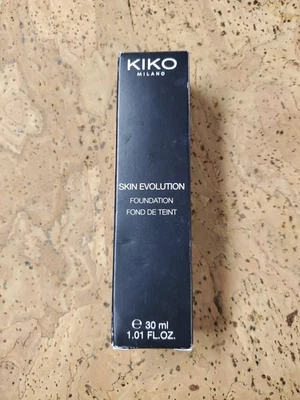 KIKO
MILANO
SKIN EVOLUTION
FOUNDATION
FOND DE TEINT
℮ 30 ml
1.01 FL.OZ.